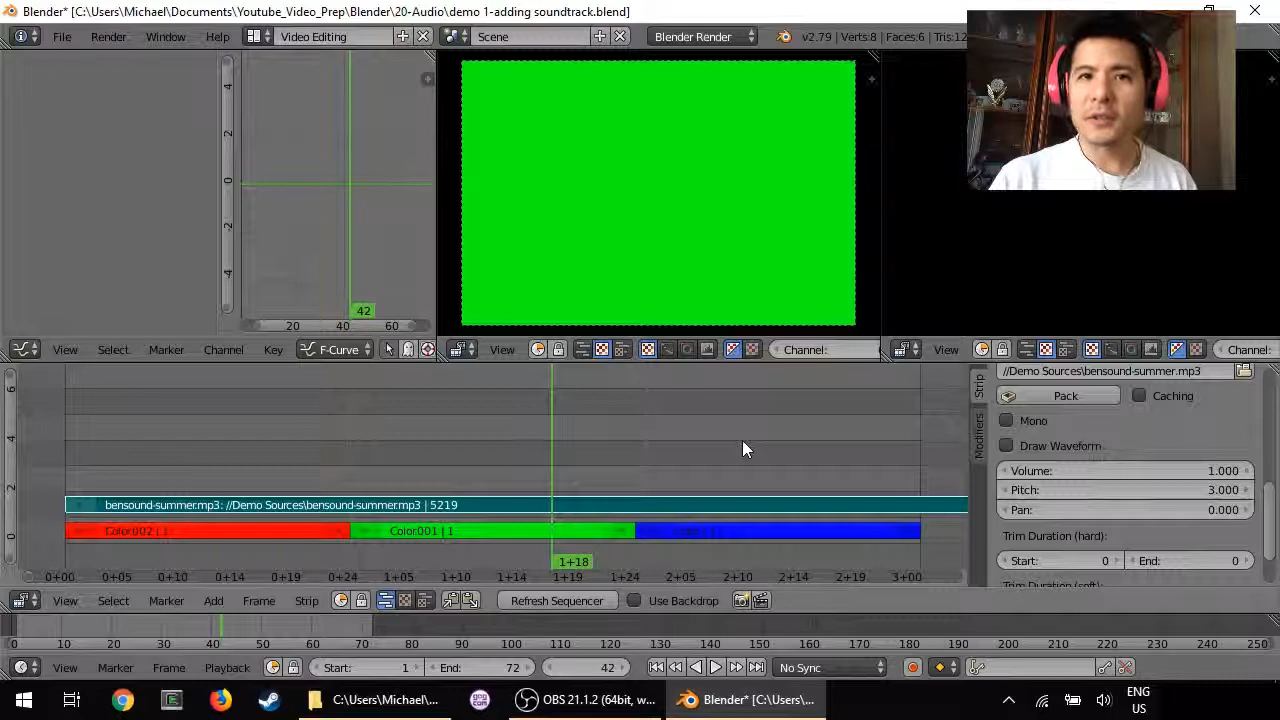 Blender* [C:\Users\Michael\Documents\Youtube_Video_Prep\Blender\20-Audio\demo 1-adding soundtrack.blend]
File Render Window Help Video Editing Scene Blender Render v2.79 | Verts:8 | Faces:6 | Tris:12
4
2
0
-2
-4
42
20 40 60
View Select Marker Channel Key F-Curve View Channel: View Channel:
//Demo Sources\bensound-summer.mp3
Pack Caching
Mono
Draw Waveform
Volume: 1.000
Pitch: 3.000
Pan: 0.000
Trim Duration (hard):
Start: 0 End: 0
Trim Duration (soft):
Strip
Modifiers
6
4
2
0
bensound-summer.mp3: //Demo Sources\bensound-summer.mp3 | 5219
Color.002 | 1 Color.001 | 1
1+18
0+00 0+05 0+10 0+14 0+19 0+24 1+05 1+10 1+14 1+19 1+24 2+05 2+10 2+14 2+19 3+00
View Select Marker Add Frame Strip Refresh Sequencer Use Backdrop
0 10 20 30 40 50 60 70 80 90 100 110 120 130 140 150 160 170 180 190 200 210 220 230 240 250
View Marker Frame Playback Start: 1 End: 72 42 No Sync
C:\Users\Michael\... OBS 21.1.2 (64bit, w... Blender* [C:\Users\... ENG
US